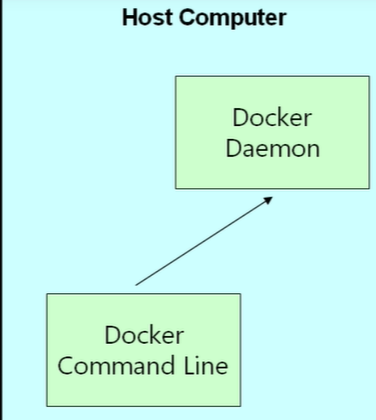 Host Computer
Docker
Daemon
Docker
Command Line